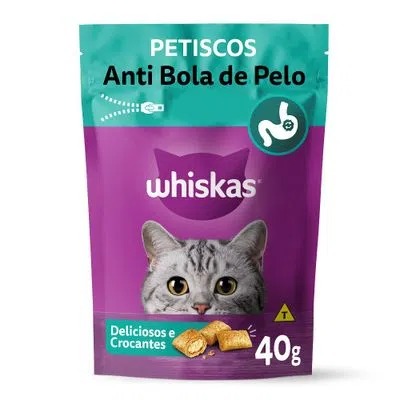 PETISCOS
Anti Bola de Pelo
whiskas®
Deliciosos e
Crocantes
T
40g